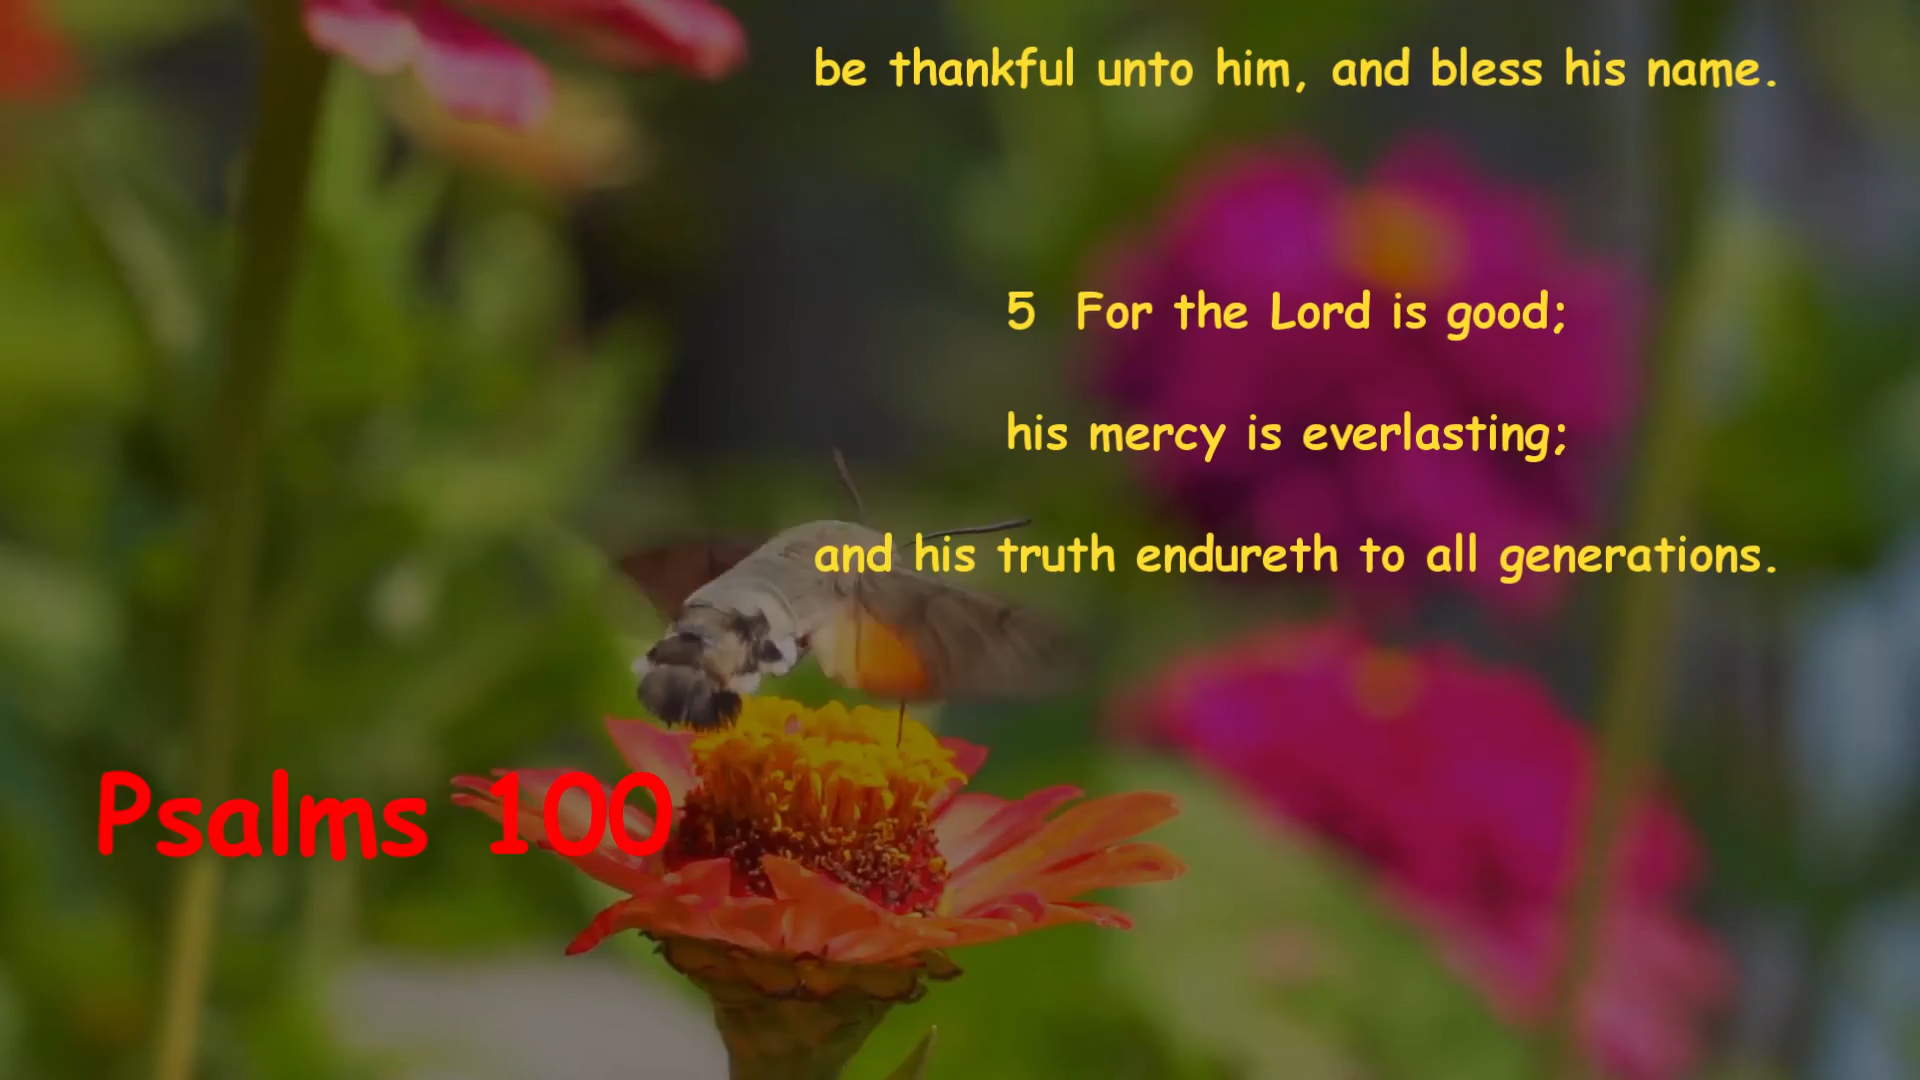 be thankful unto him, and bless his name.
5 For the Lord is good;
his mercy is everlasting;
and his truth endureth to all generations.
Psalms 100